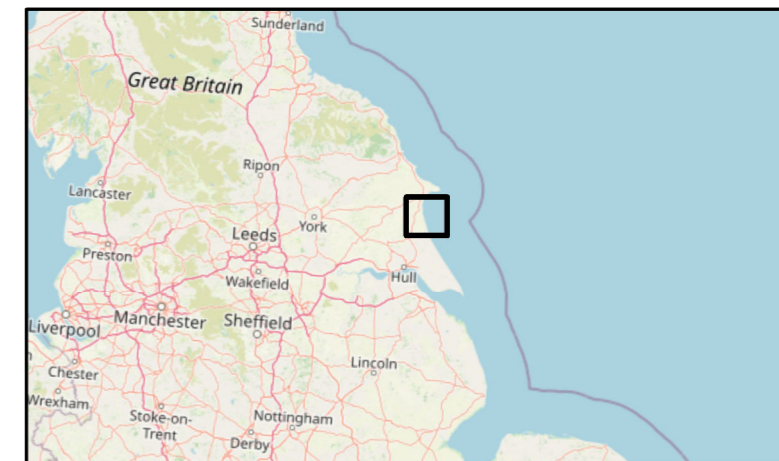 Sunderland
Great Britain
Ripon
Lancaster
York
Leeds
Preston
Hull
Wakefield
Liverpool
Manchester
Sheffield
Chester
Lincoln
Wrexham
Stoke-on-
Trent
Nottingham
Derby